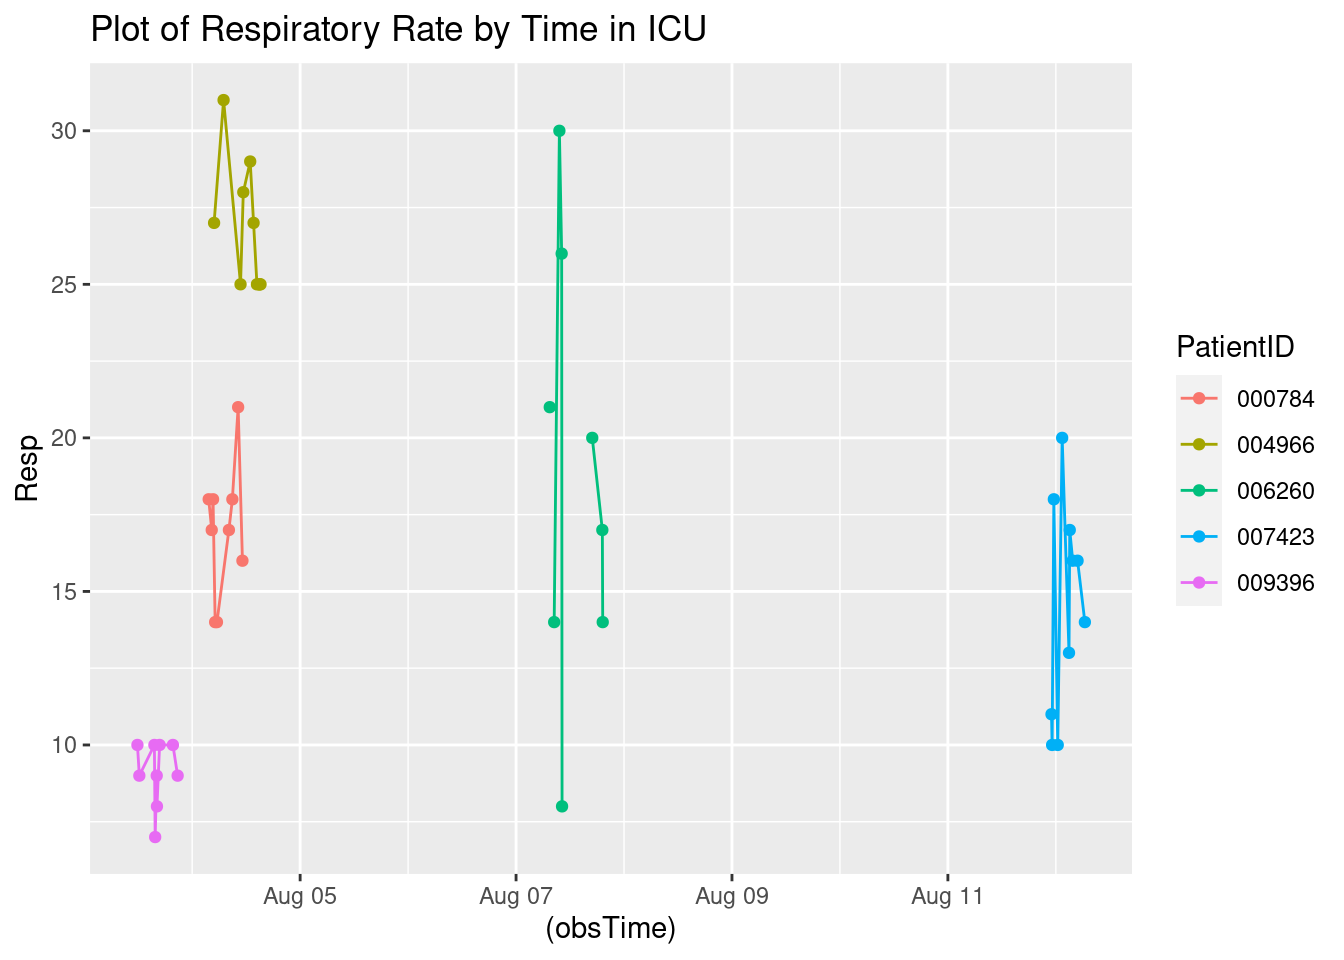 Plot of Respiratory Rate by Time in ICU
30
25
20
15
10
Resp
Aug 05
Aug 07
Aug 09
Aug 11
(obsTime)
PatientID
000784
004966
006260
007423
009396